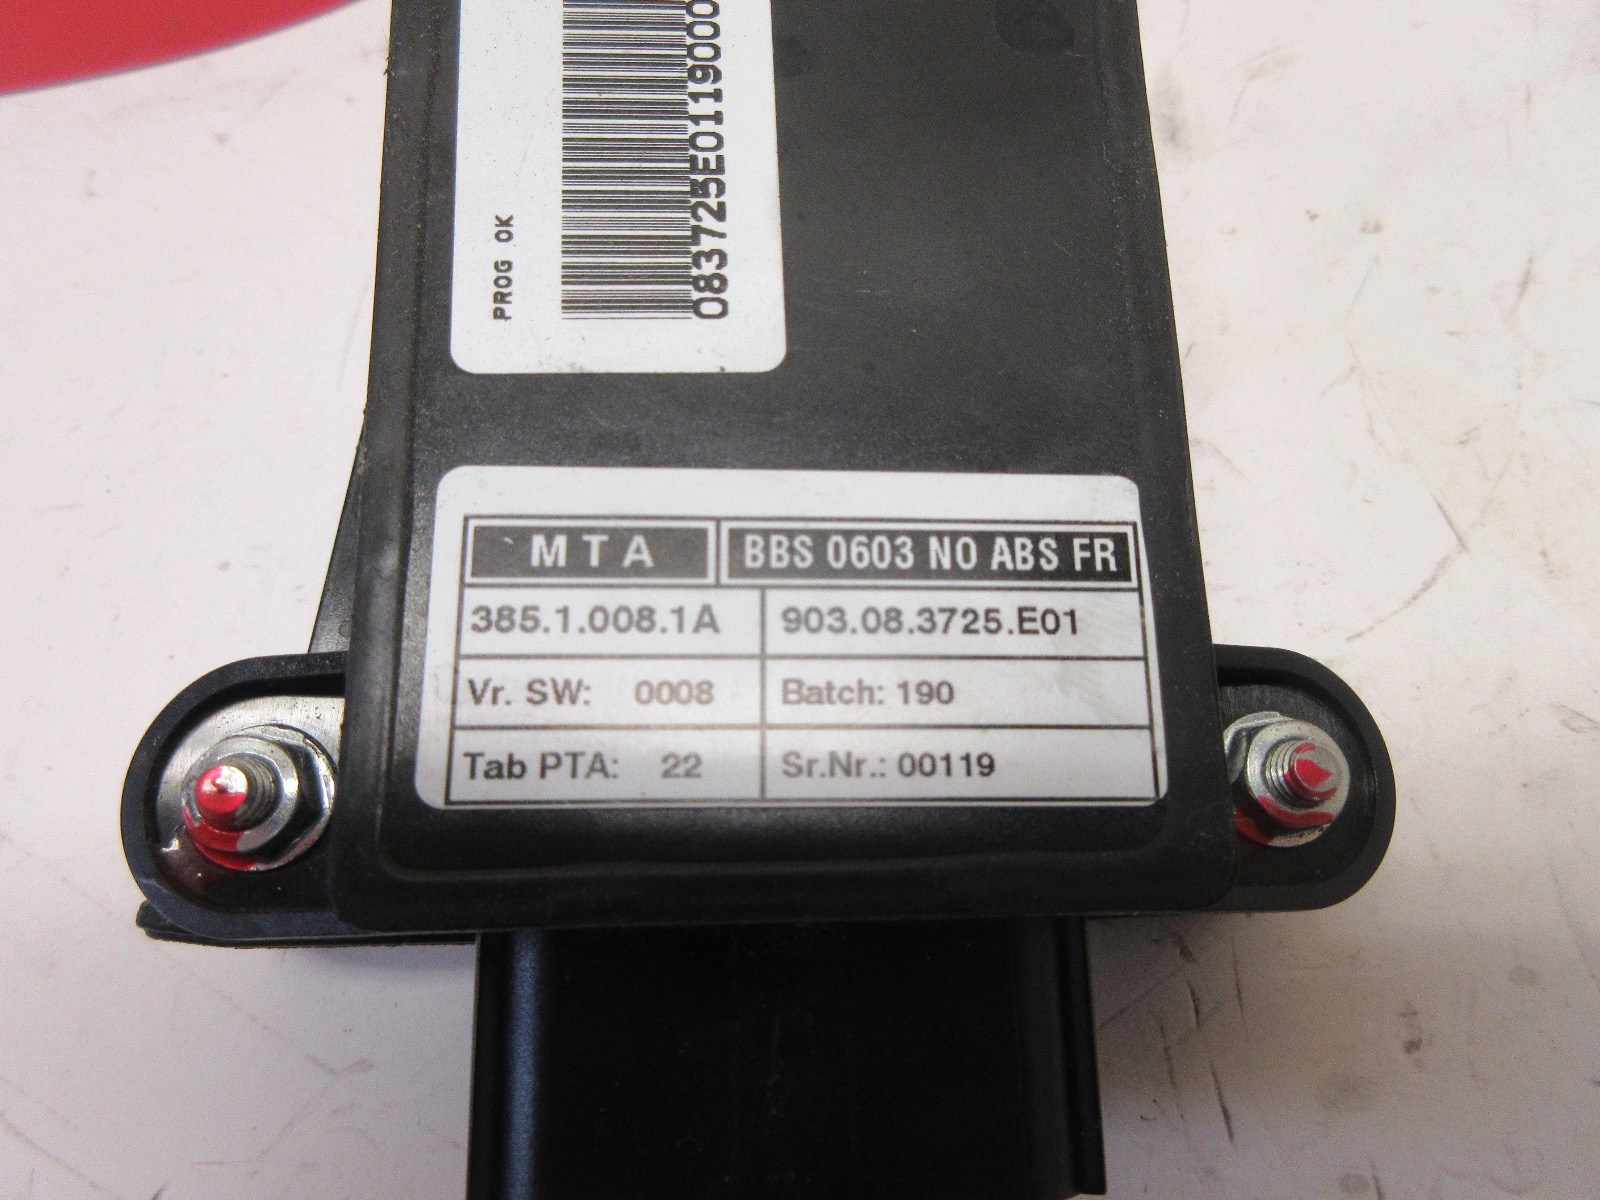 PROG OK
083725E0119000
MTA BBS 0603 NO ABS FR
385.1.008.1A 903.08.3725.E01
Vr. SW: 0008 Batch: 190
Tab PTA: 22 Sr.Nr.: 00119